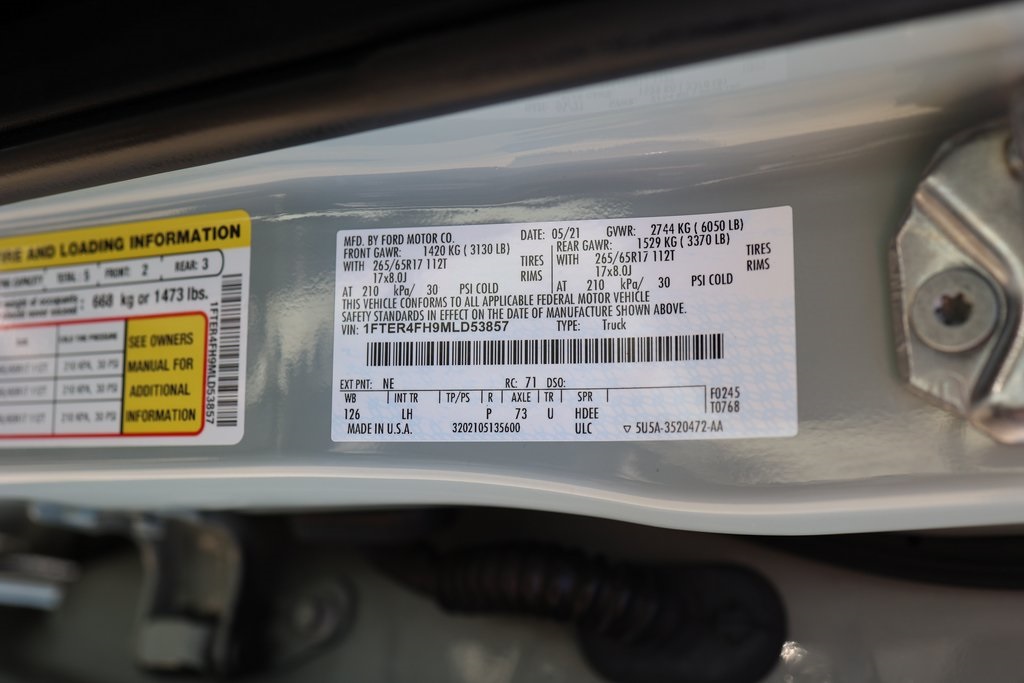 IRE AND LOADING INFORMATION
TOTAL 5 FRONT: 2 REAR: 3
668 kg or 1473 lbs.
SEE OWNERS
MANUAL FOR
ADDITIONAL
INFORMATION
1FTER4FH9MLD53857
MFD. BY FORD MOTOR CO. DATE: 05/21 GVWR: 2744 KG ( 6050 LB)
FRONT GAWR: 1420 KG ( 3130 LB) REAR GAWR: 1529 KG ( 3370 LB)
WITH 265/65R17 112T TIRES WITH 265/65R17 112T TIRES
17x8.0J RIMS 17x8.0J RIMS
AT 210 kPa/ 30 PSI COLD AT 210 kPa/ 30 PSI COLD
THIS VEHICLE CONFORMS TO ALL APPLICABLE FEDERAL MOTOR VEHICLE
SAFETY STANDARDS IN EFFECT ON THE DATE OF MANUFACTURE SHOWN ABOVE.
VIN: 1FTER4FH9MLD53857 TYPE: Truck
EXT PNT: NE RC: 71 DSO:
WB INT TR TP/PS R AXLE TR SPR F0245
126 LH P 73 U HDEE T0768
MADE IN U.S.A. 3202105135600 ULC ▽ 5U5A-3520472-AA